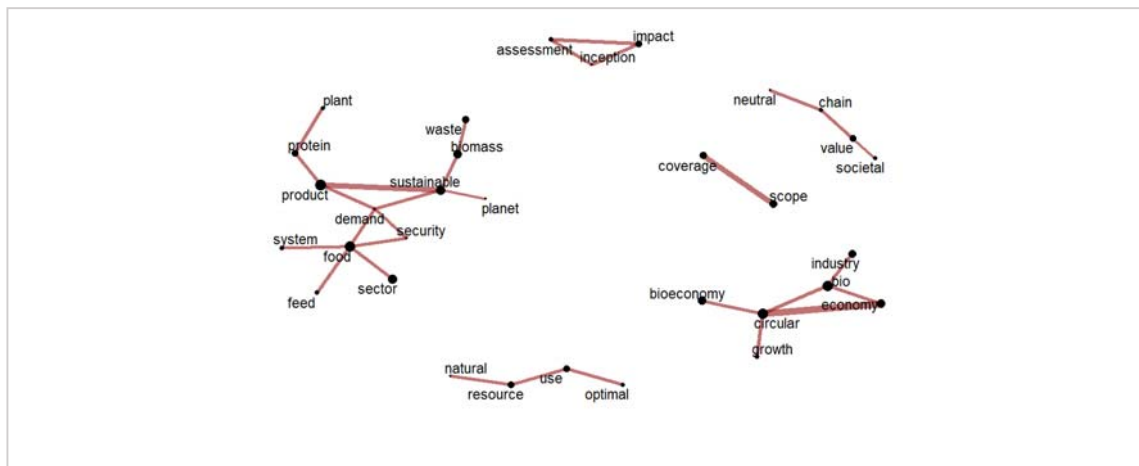 impact
assessment
inception
plant
neutral
chain
waste
protein
biomass
value
coverage
societal
sustainable
product
scope
planet
demand
security
system
food
industry
bio
sector
bioeconomy
feed
economy
circular
growth
natural
use
resource
optimal